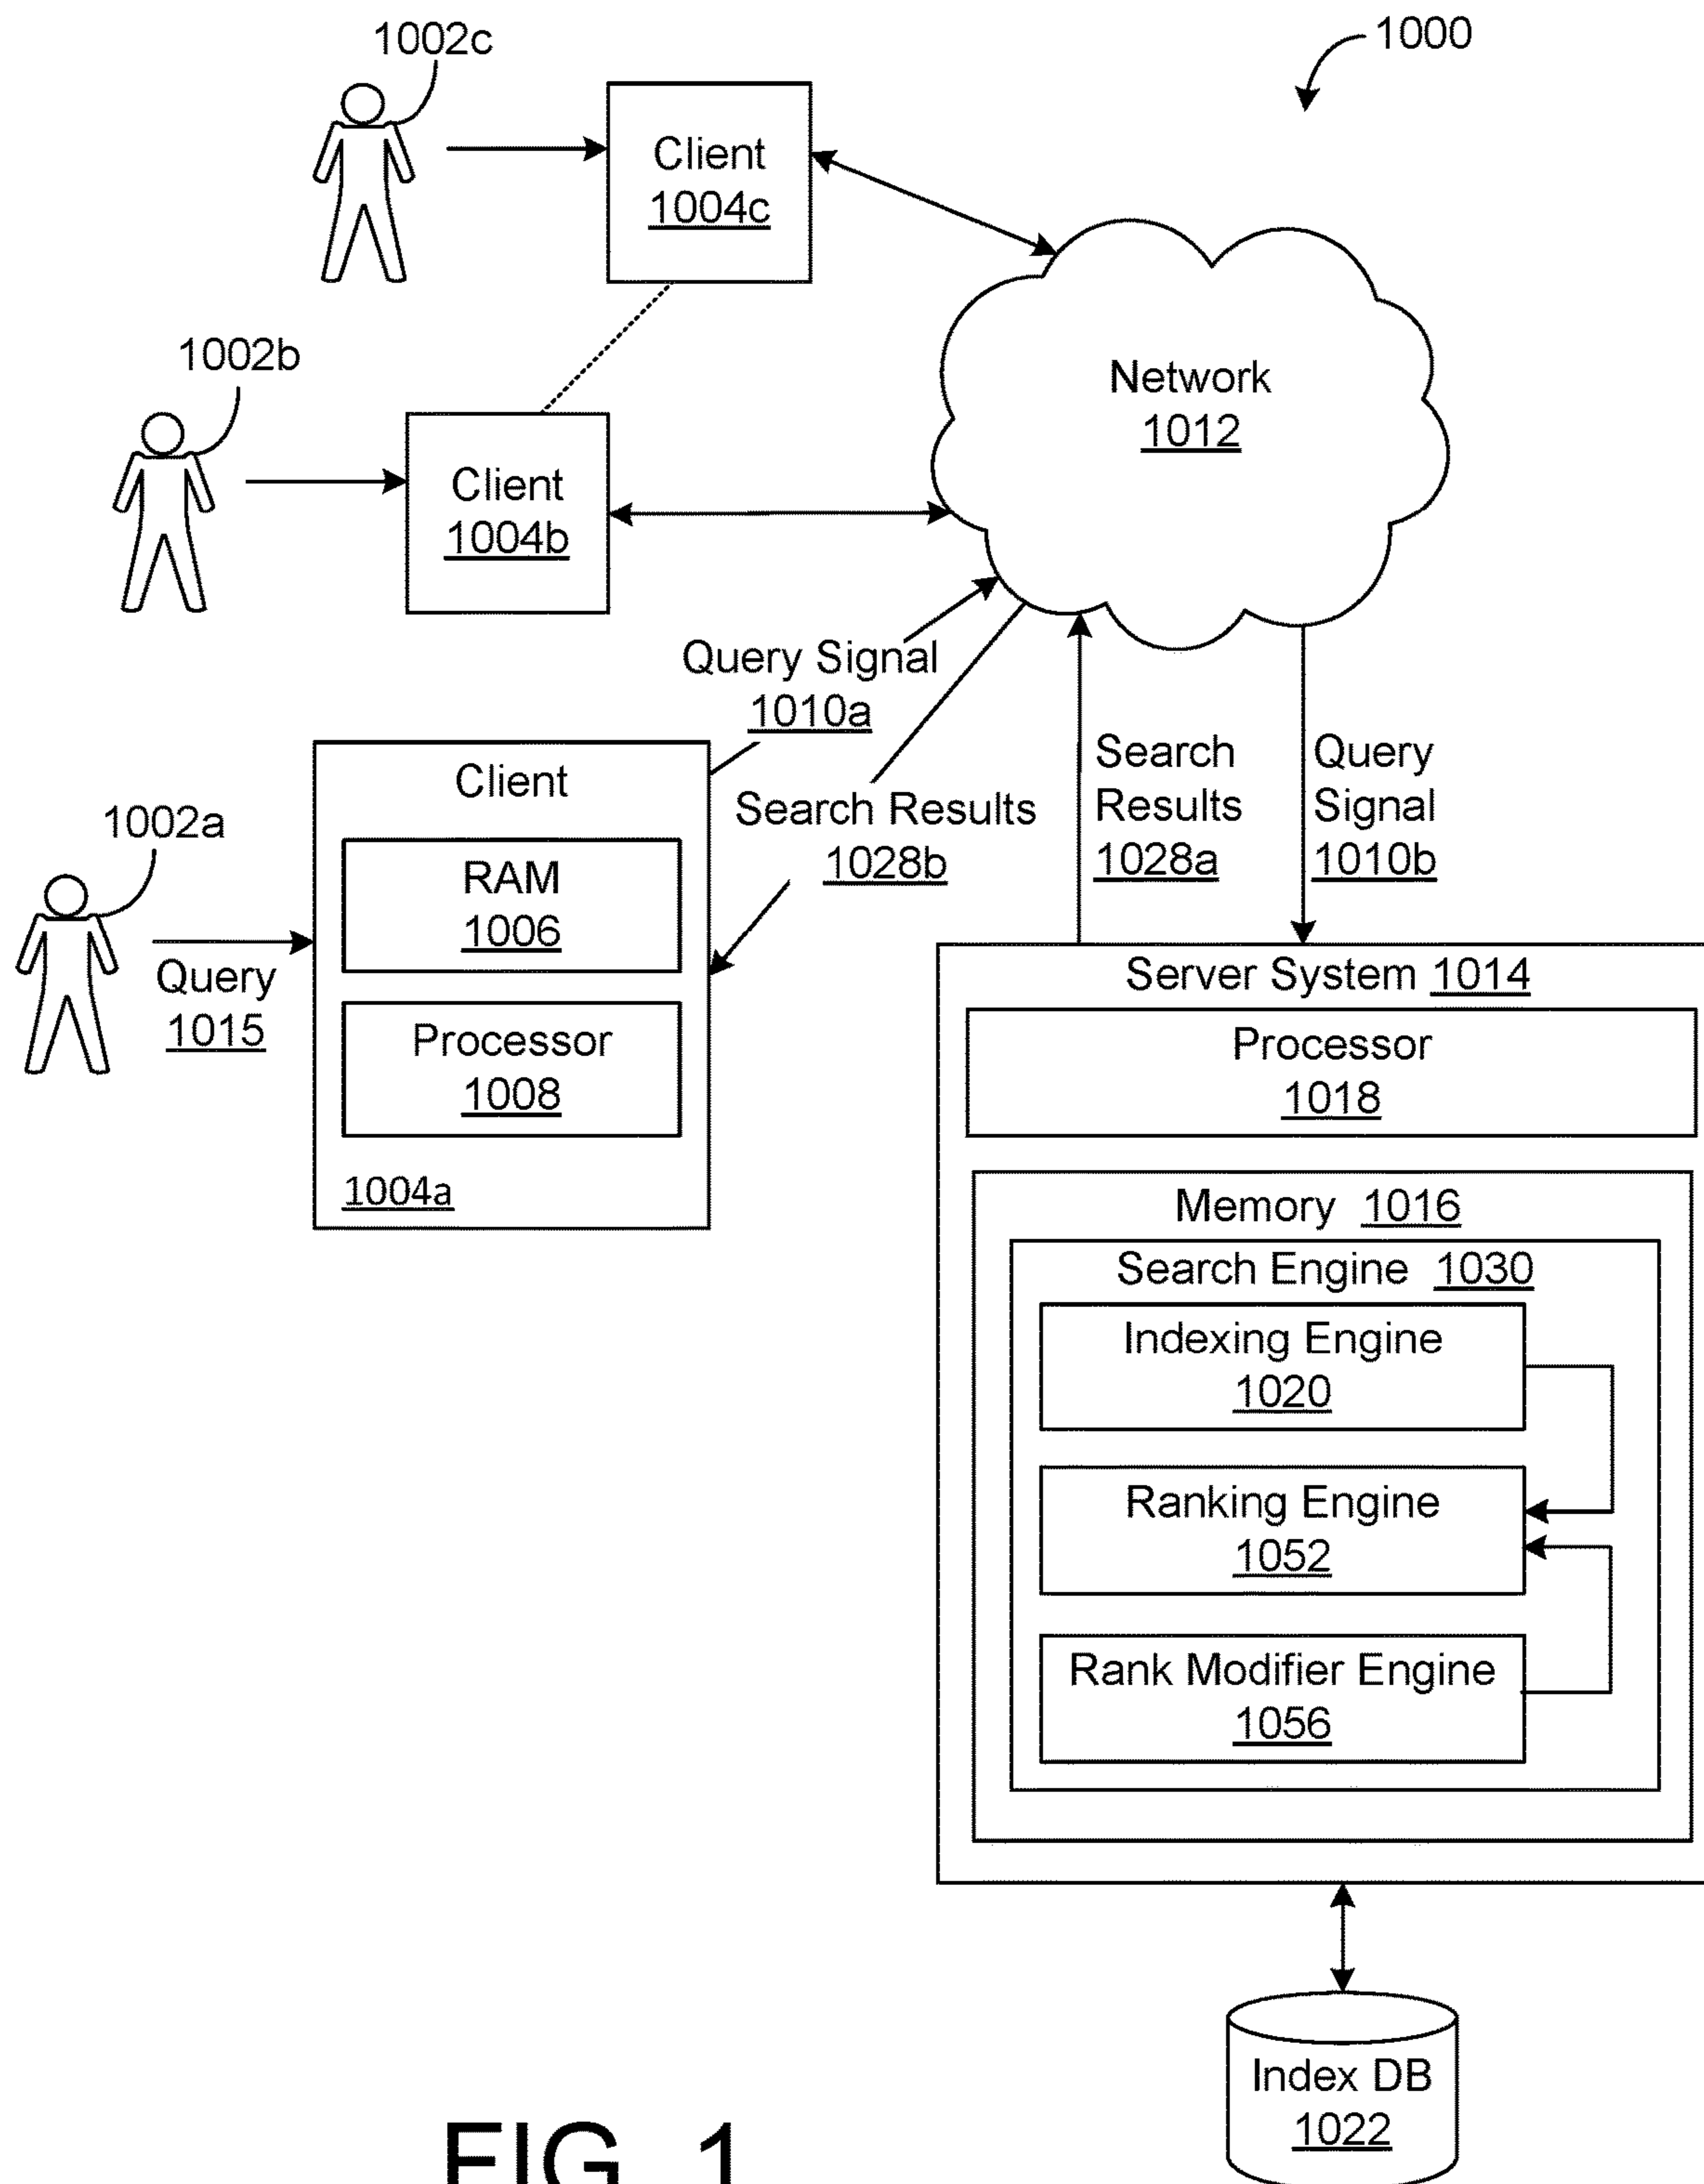 1002c
1000
Client
1004c
1002b
Network
1012
Client
1004b
Query Signal
1010a
Search
Results
1028a
Query
Signal
1010b
Client
Search Results
1028b
1002a
RAM
1006
Query
1015
Processor
1008
1004a
Server System 1014
Processor
1018
Memory 1016
Search Engine 1030
Indexing Engine
1020
Ranking Engine
1052
Rank Modifier Engine
1056
Index DB
1022
FIG. 1